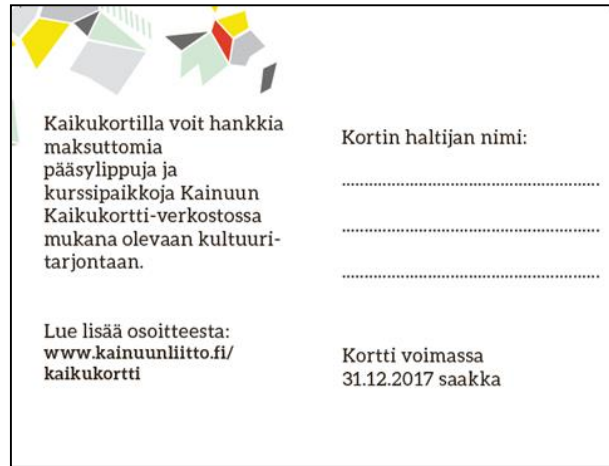 Kaikukortilla voit hankkia
maksuttomia
pääsylippuja ja
kurssipaikkoja Kainuun
Kaikukortti-verkostossa
mukana olevaan kultuuri-
tarjontaan.
Lue lisää osoitteesta:
www.kainuunliitto.fi/
kaikukortti
Kortin haltijan nimi:
Kortti voimassa
31.12.2017 saakka